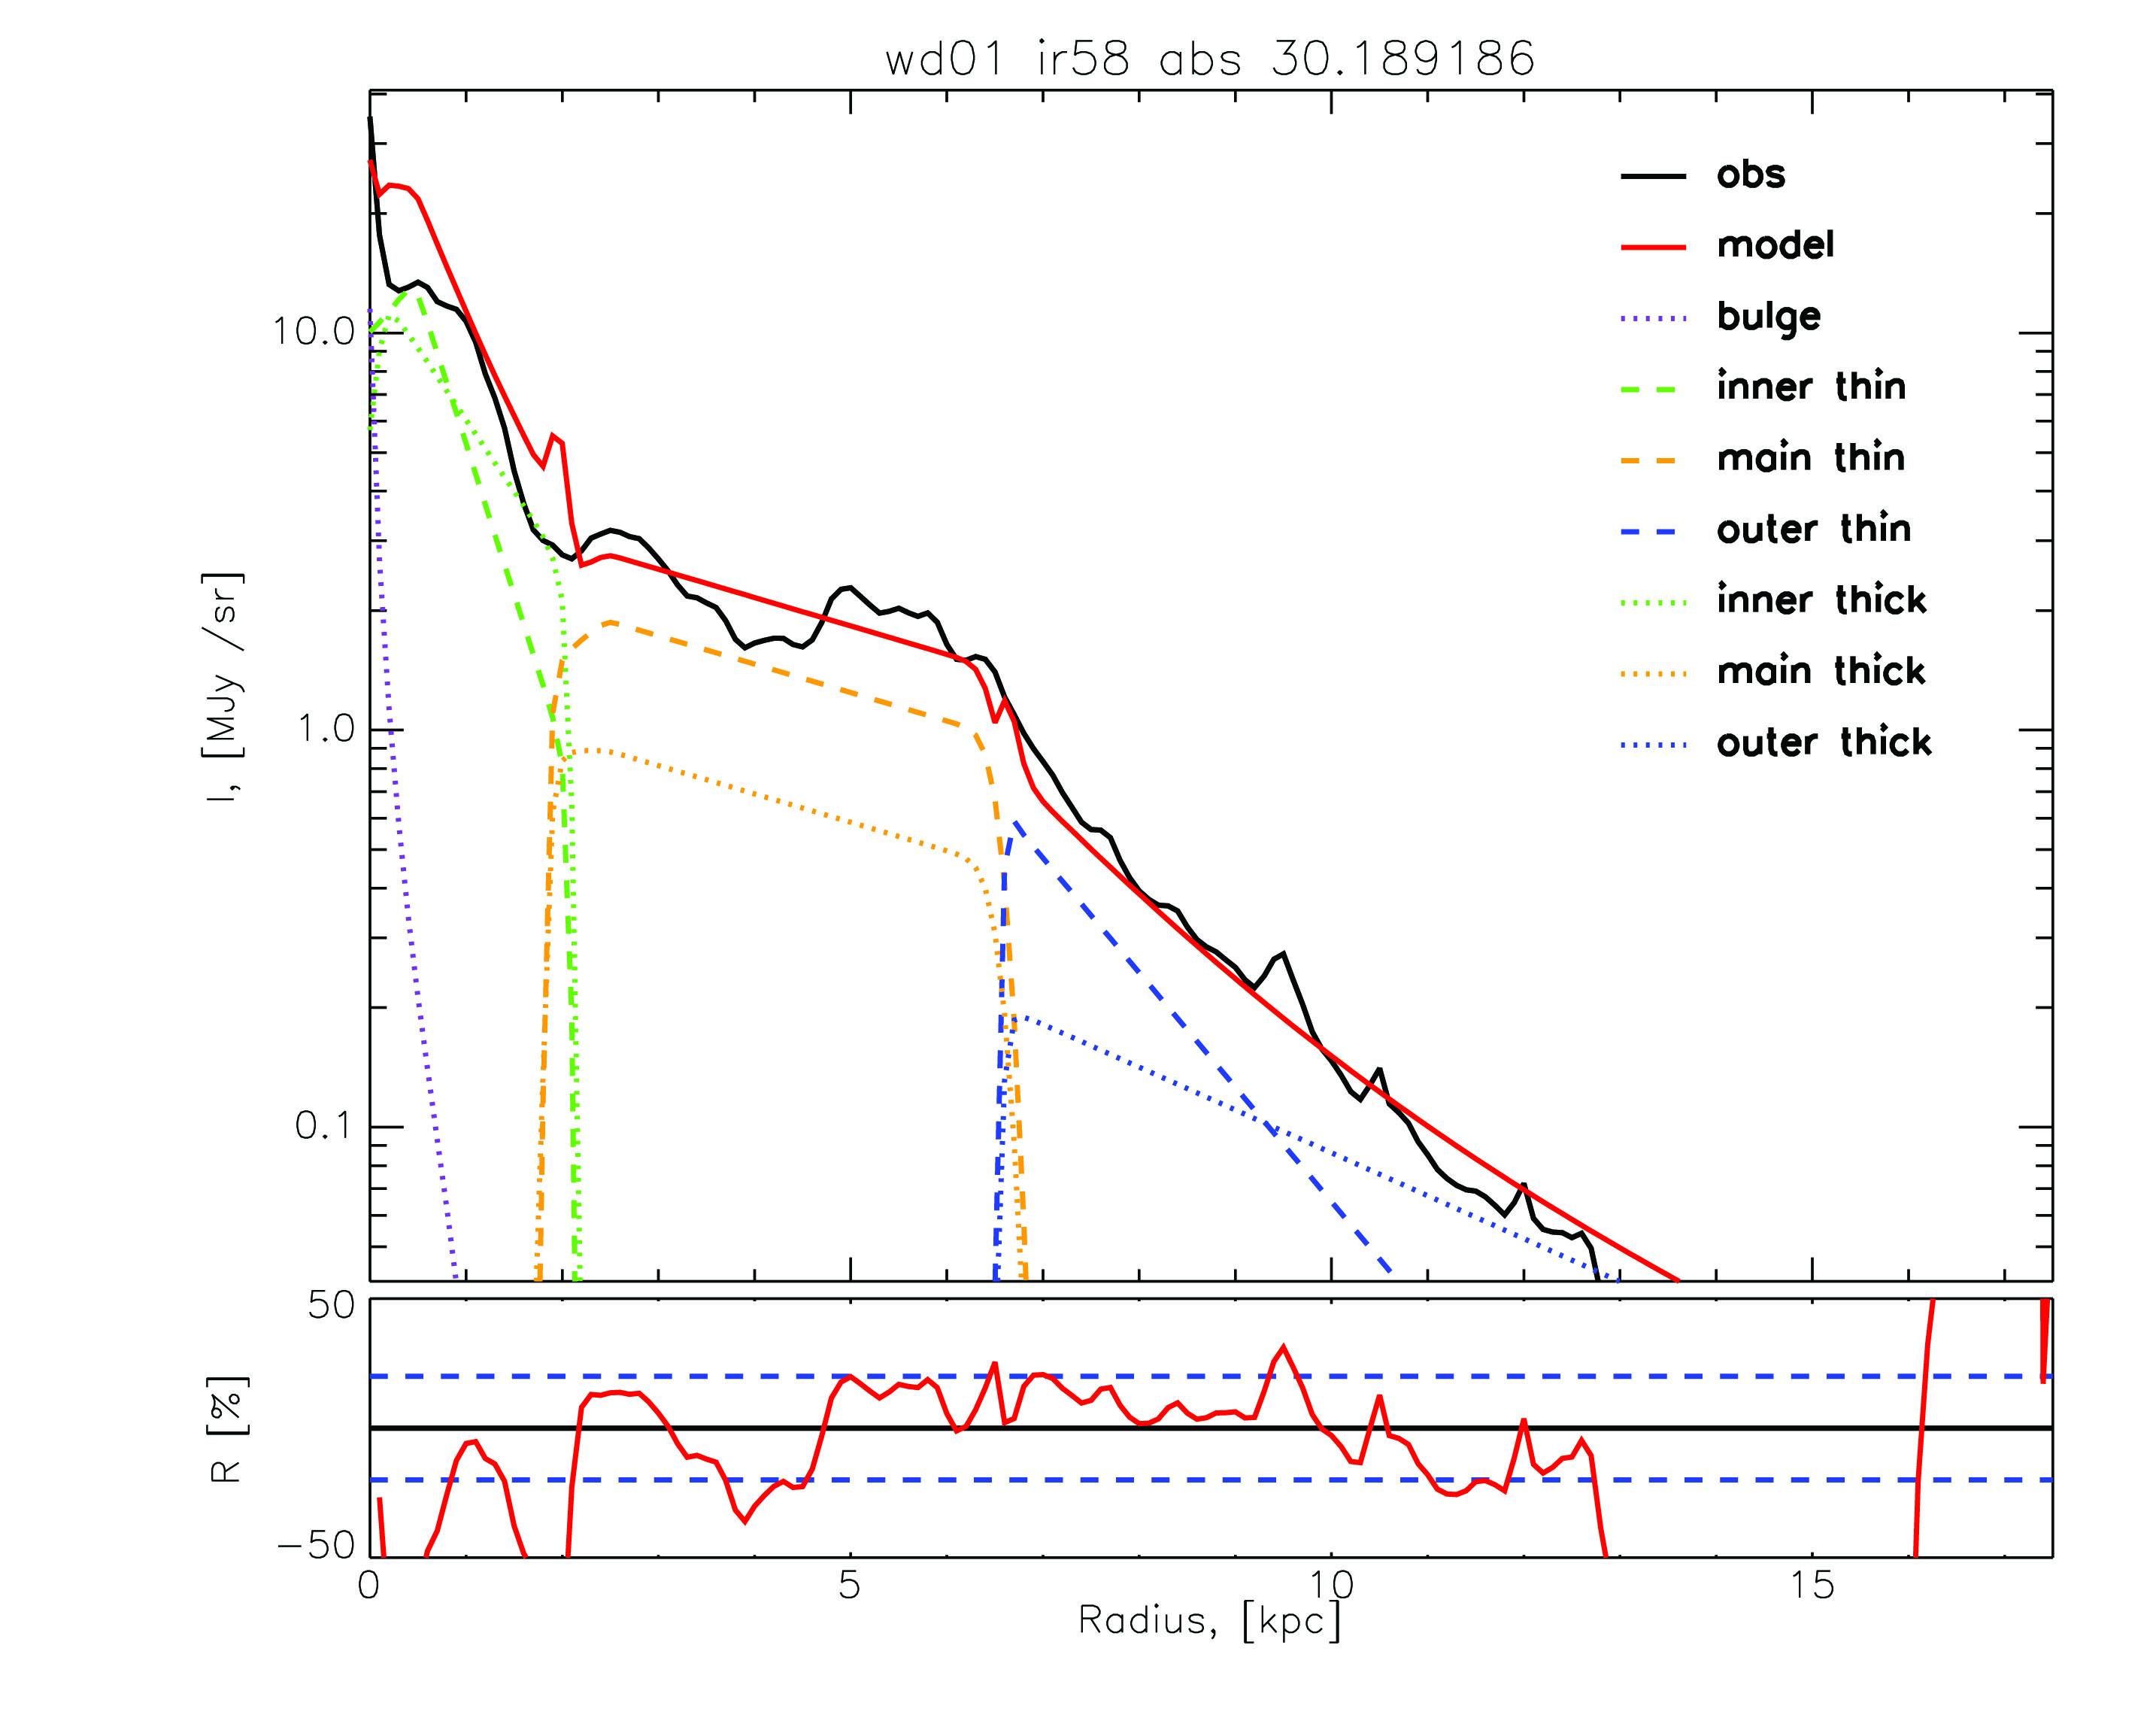 wd01 ir58 abs 30.189186
obs
model
bulge
inner thin
main thin
outer thin
inner thick
main thick
outer thick
10.0
1.0
0.1
I, [MJy /sr]
50
-50
R [%]
0 5 10 15
Radius, [kpc]